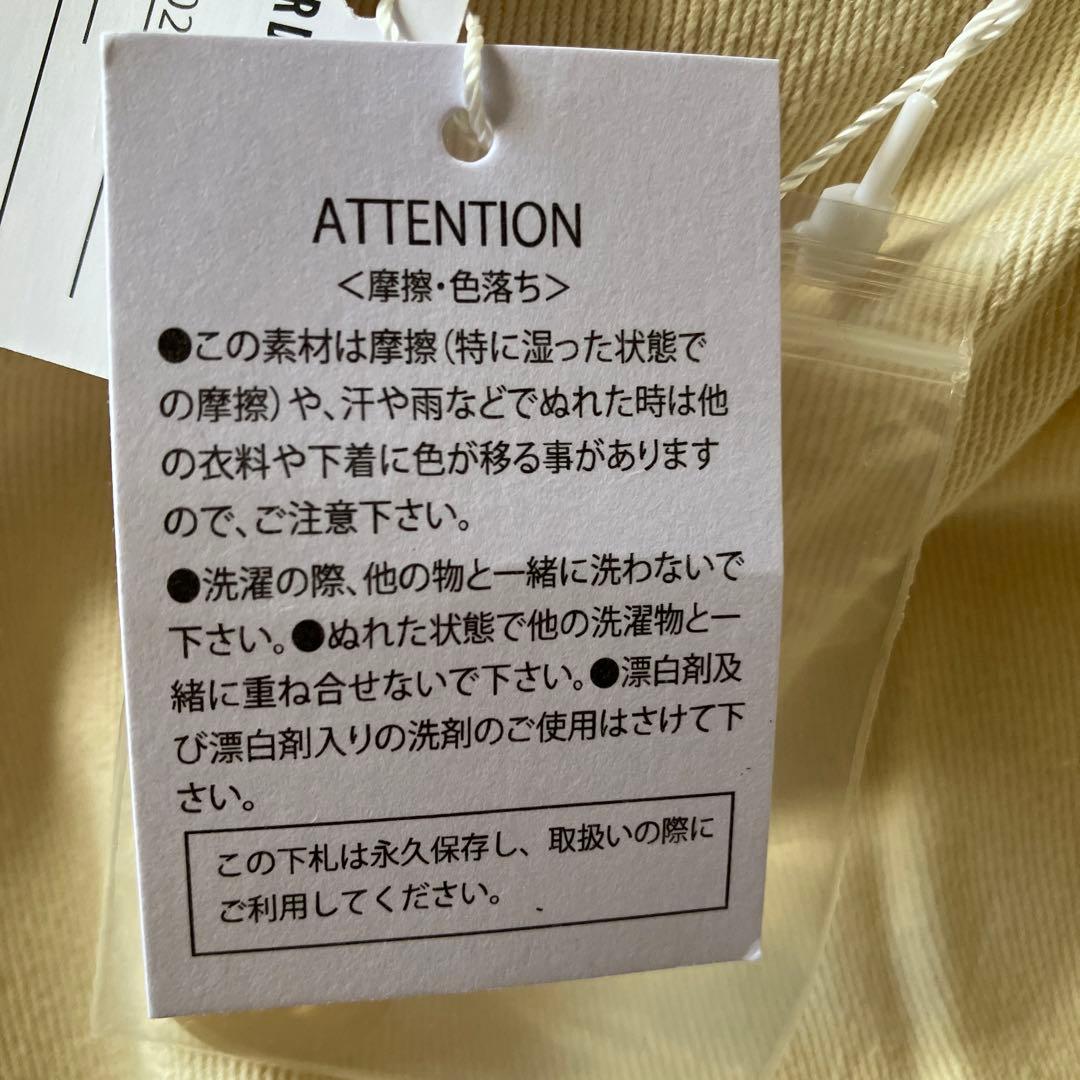 ATTENTION
＜摩擦・色落ち＞
●この素材は摩擦(特に湿った状態で
の摩擦)や、汗や雨などでぬれた時は他
の衣料や下着に色が移る事があります
ので、ご注意下さい。
●洗濯の際、他の物と一緒に洗わないで
下さい。●ぬれた状態で他の洗濯物と一
緒に重ね合せないで下さい。●漂白剤及
び漂白剤入りの洗剤のご使用はさけて下
さい。
この下札は永久保存し、取扱いの際に
ご利用してください。